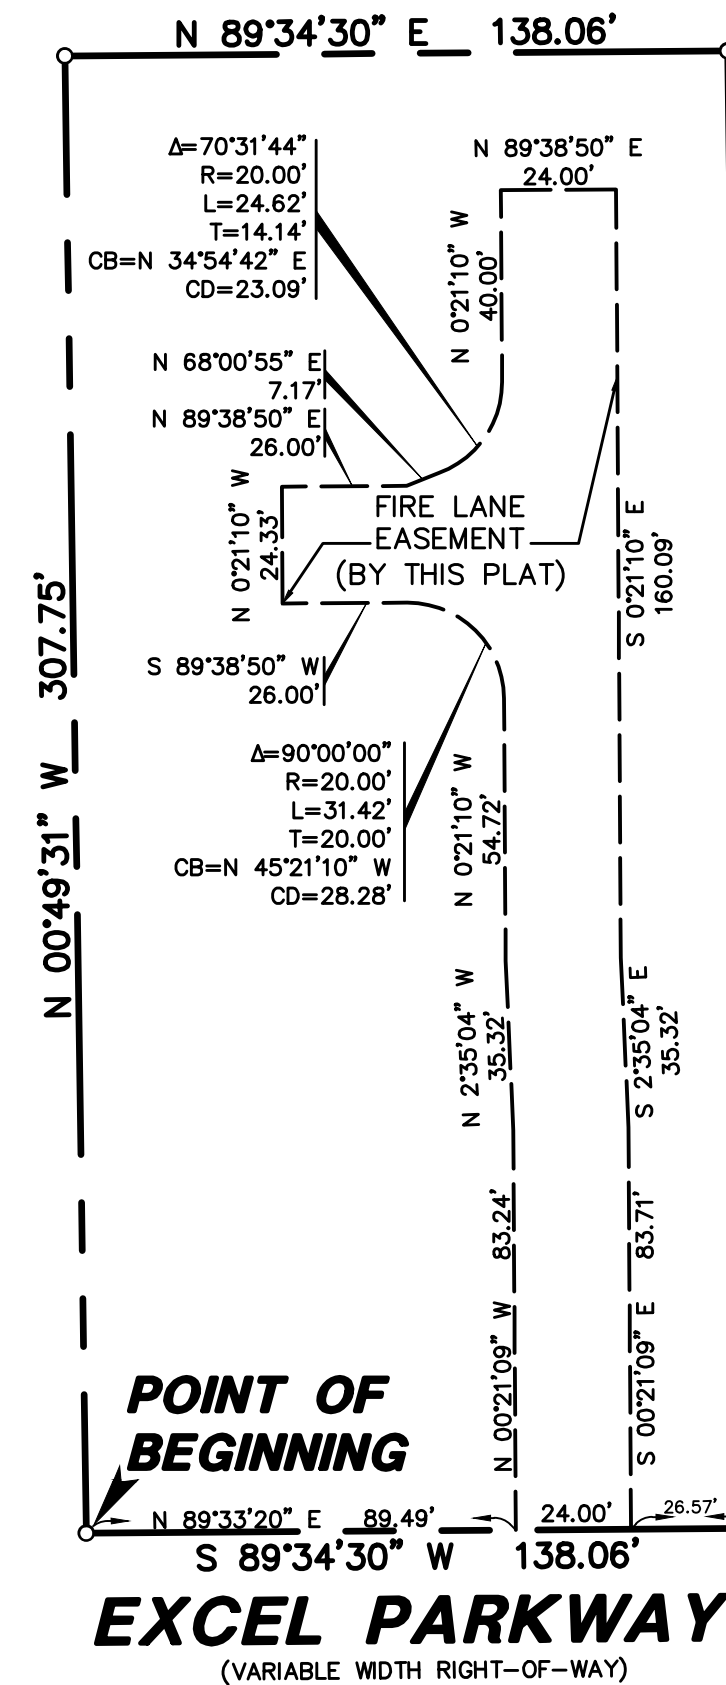 N 89°34'30" E 138.06'
Δ=70°31'44"
R=20.00'
L=24.62'
T=14.14'
CB=N 34°54'42" E
CD=23.09'
N 89°38'50" E
24.00'
N 0°21'10" W
40.00'
N 68°00'55" E
7.17'
N 89°38'50" E
26.00'
N 0°21'10" W
24.33'
FIRE LANE
EASEMENT
(BY THIS PLAT)
S 0°21'10" E
160.09'
N 00°49'31" W 307.75'
S 89°38'50" W
26.00'
Δ=90°00'00"
R=20.00'
L=31.42'
T=20.00'
CB=N 45°21'10" W
CD=28.28'
N 0°21'10" W
54.72'
N 2°35'04" W
35.32'
S 2°35'04" E
35.32'
N 00°21'09" W 83.24'
S 00°21'09" E 83.71'
POINT OF
BEGINNING
N 89°33'20" E 89.49'
24.00'
26.57'
S 89°34'30" W 138.06'
EXCEL PARKWAY
(VARIABLE WIDTH RIGHT-OF-WAY)